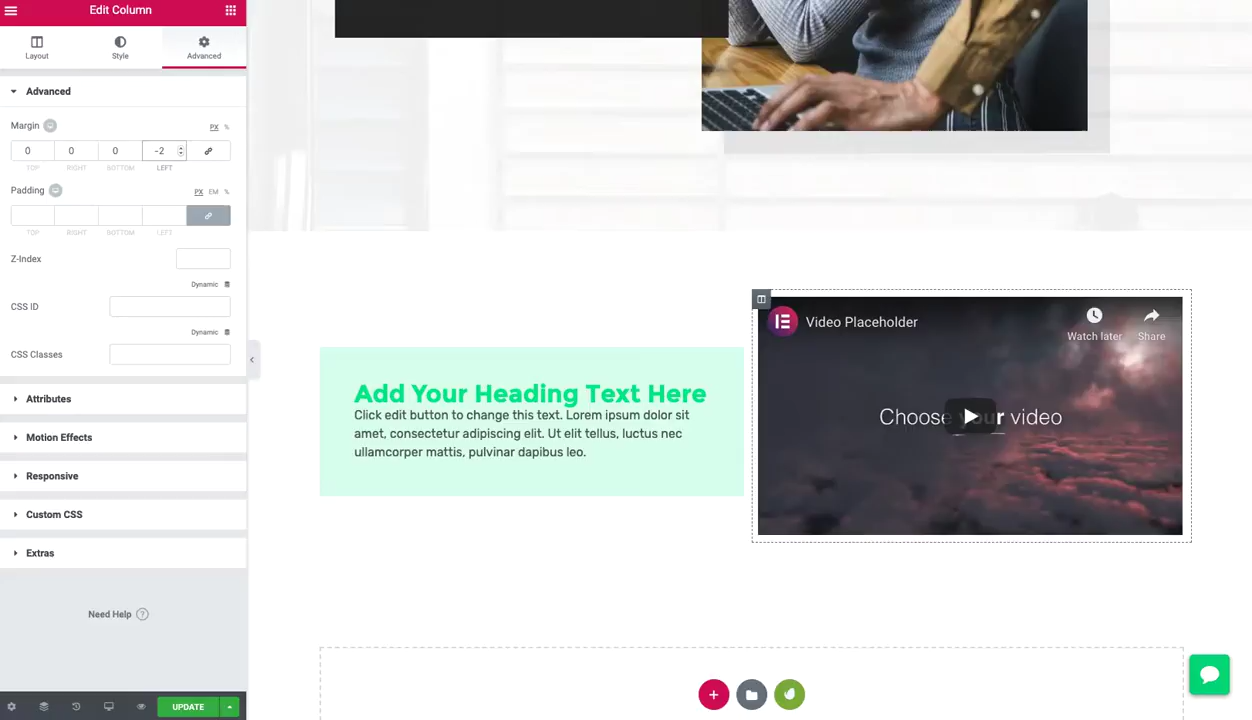 Edit Column
Layout
Style
Advanced
Advanced
Margin
PX %
0 0 0 -2
TOP RIGHT BOTTOM LEFT
Padding
PX EM %
TOP RIGHT BOTTOM LEFT
Z-Index
Dynamic
CSS ID
Dynamic
CSS Classes
Attributes
Motion Effects
Responsive
Custom CSS
Extras
Need Help ?
UPDATE
Add Your Heading Text Here
Click edit button to change this text. Lorem ipsum dolor sit
amet, consectetur adipiscing elit. Ut elit tellus, luctus nec
ullamcorper mattis, pulvinar dapibus leo.
Video Placeholder
Watch later
Share
Choose your video